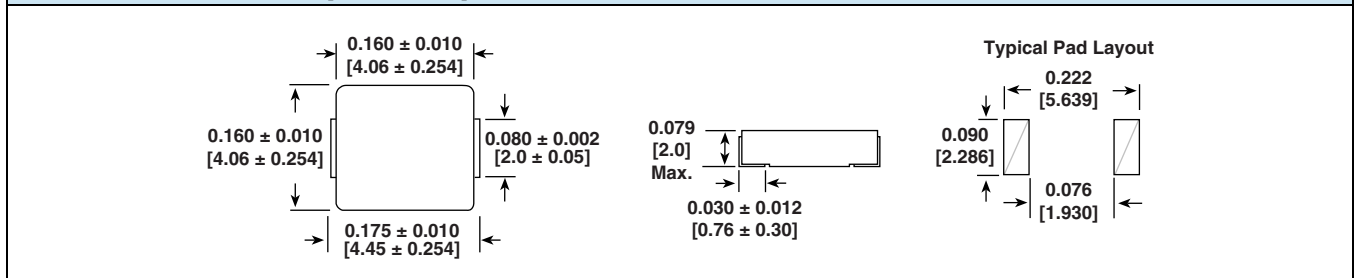 0.160 ± 0.010
[4.06 ± 0.254]
0.160 ± 0.010
[4.06 ± 0.254]
0.080 ± 0.002
[2.0 ± 0.05]
0.175 ± 0.010
[4.45 ± 0.254]
0.079
[2.0]
Max.
0.030 ± 0.012
[0.76 ± 0.30]
Typical Pad Layout
0.222
[5.639]
0.090
[2.286]
0.076
[1.930]